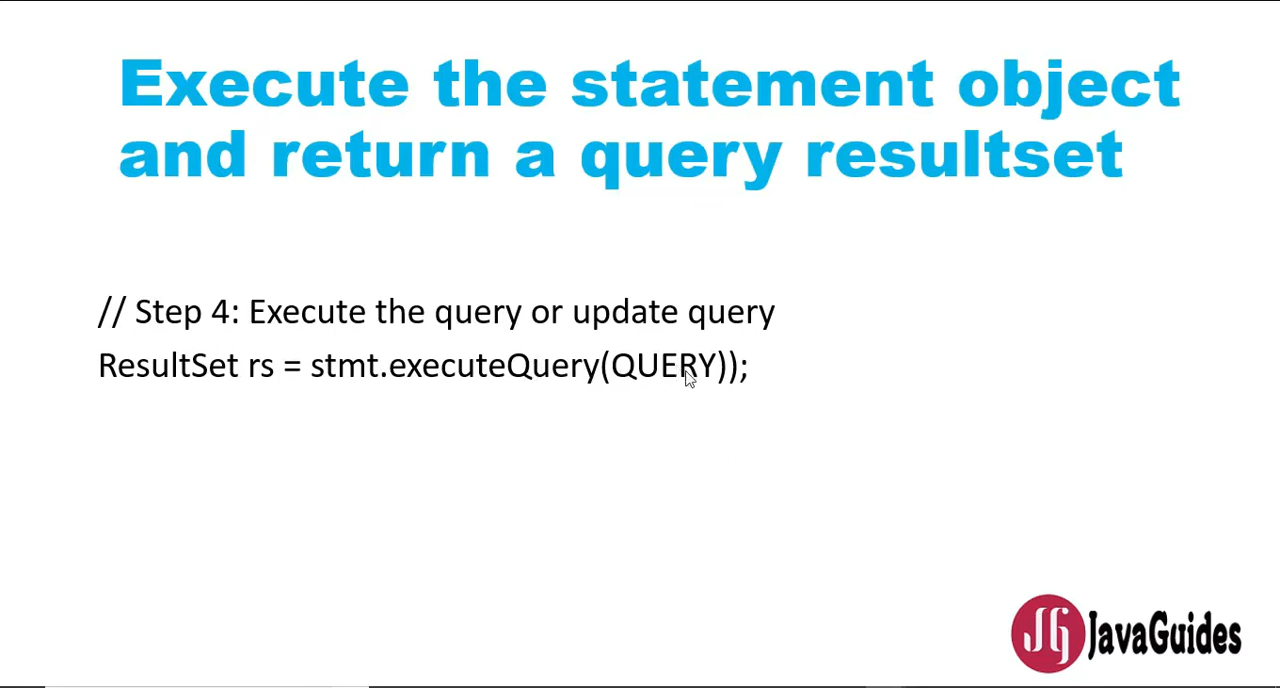 Execute the statement object
and return a query resultset
// Step 4: Execute the query or update query
ResultSet rs = stmt.executeQuery(QUERY));
JG JavaGuides